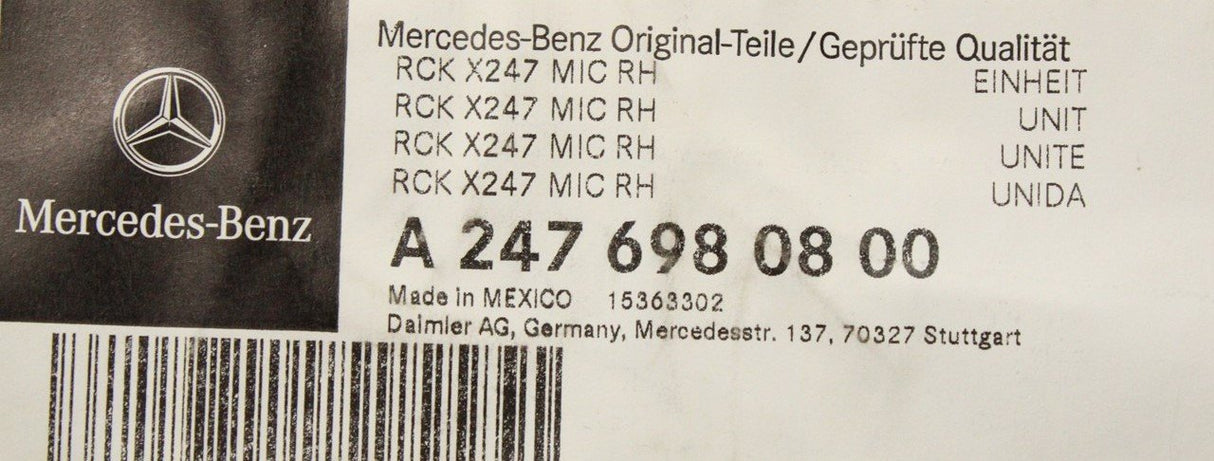 Mercedes-Benz
Mercedes-Benz Original-Teile/Geprüfte Qualität
RCK X247 MIC RH EINHEIT
RCK X247 MIC RH UNIT
RCK X247 MIC RH UNITE
RCK X247 MIC RH UNIDA
A 247 698 08 00
Made in MEXICO 15363302
Daimler AG, Germany, Mercedesstr. 137, 70327 Stuttgart